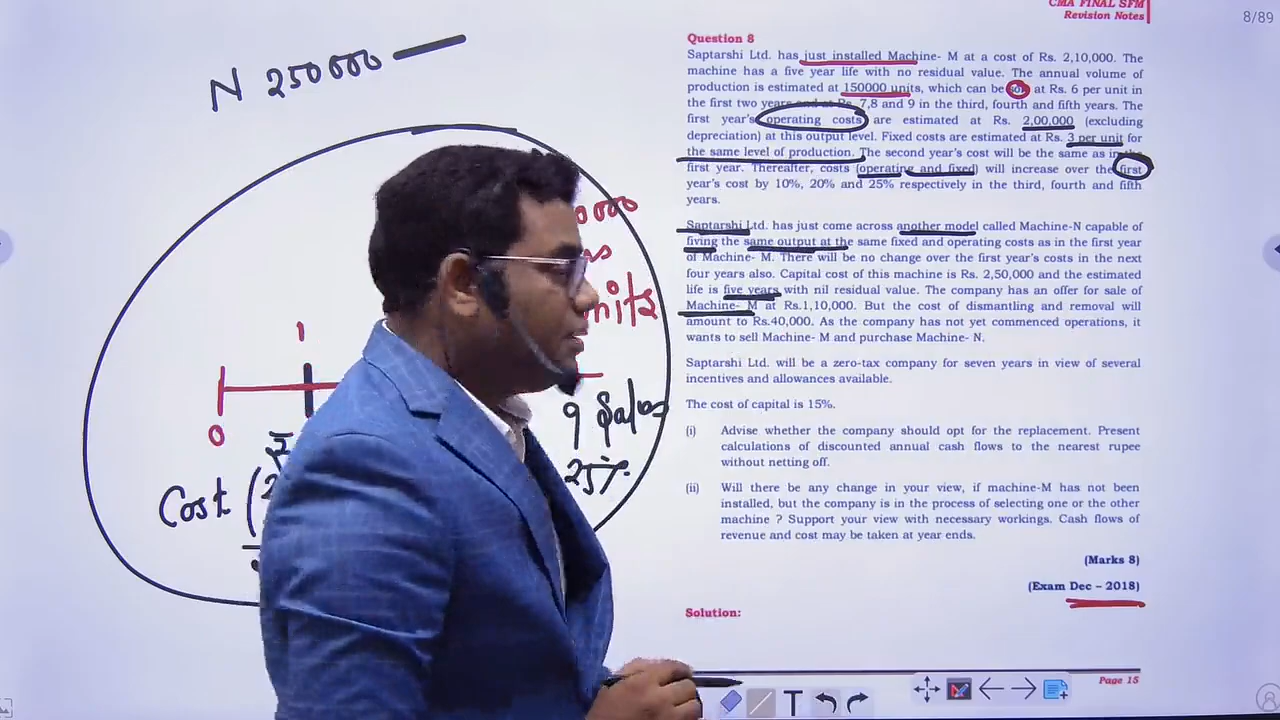 CMA FINAL SFM
Revision Notes
8/89
N 250000
Question 8
Saptarshi Ltd. has just installed Machine- M at a cost of Rs. 2,10,000. The
machine has a five year life with no residual value. The annual volume of
production is estimated at 150000 units, which can be at Rs. 6 per unit in
the first two years and at Rs. 7,8 and 9 in the third, fourth and fifth years. The
first year's operating costs are estimated at Rs. 2,00,000 (excluding
depreciation) at this output level. Fixed costs are estimated at Rs. 3 per unit for
the same level of production. The second year's cost will be the same as in the
first year. Thereafter, costs (operating and fixed) will increase over the first
year's cost by 10%, 20% and 25% respectively in the third, fourth and fifth
years.
Saptarshi Ltd. has just come across another model called Machine-N capable of
fiving the same output at the same fixed and operating costs as in the first year
of Machine- M. There will be no change over the first year's costs in the next
four years also. Capital cost of this machine is Rs. 2,50,000 and the estimated
life is five years with nil residual value. The company has an offer for sale of
Machine- M at Rs.1,10,000. But the cost of dismantling and removal will
amount to Rs.40,000. As the company has not yet commenced operations, it
wants to sell Machine- M and purchase Machine- N.
Saptarshi Ltd. will be a zero-tax company for seven years in view of several
incentives and allowances available.
The cost of capital is 15%.
(i) Advise whether the company should opt for the replacement. Present
calculations of discounted annual cash flows to the nearest rupee
without netting off.
(ii) Will there be any change in your view, if machine-M has not been
installed, but the company is in the process of selecting one or the other
machine ? Support your view with necessary workings. Cash flows of
revenue and cost may be taken at year ends.
(Marks 8)
(Exam Dec – 2018)
Solution:
Page 15
1
0
9 Sales
Cost (2
25%
T